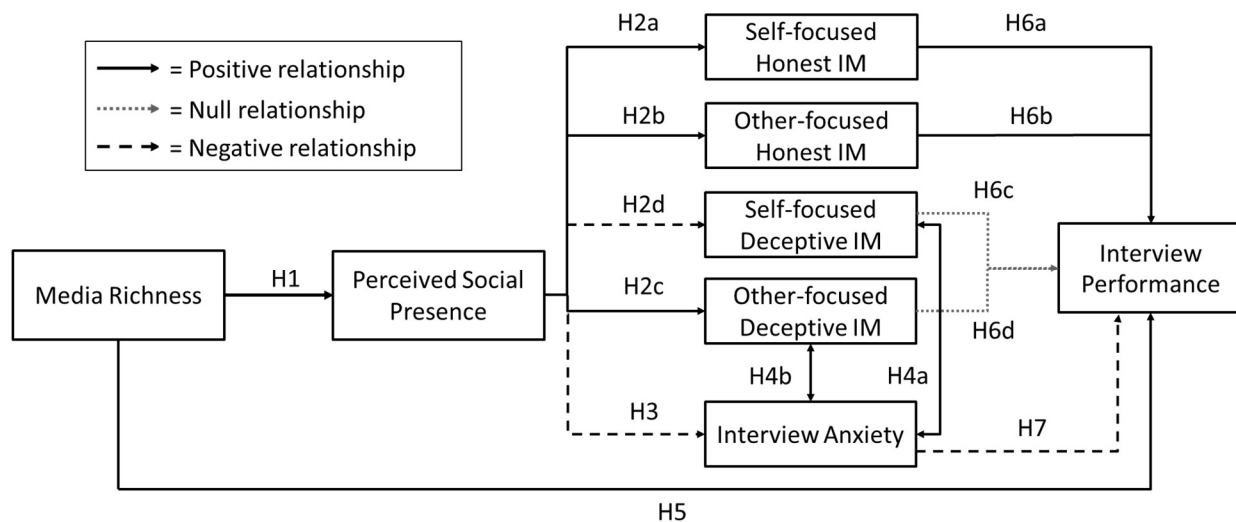 = Positive relationship
= Null relationship
= Negative relationship
H2a
Self-focused
Honest IM
H6a
H2b
Other-focused
Honest IM
H6b
H2d
Self-focused
Deceptive IM
H6c
Media Richness
H1
Perceived Social
Presence
H2c
Other-focused
Deceptive IM
H6d
Interview
Performance
H4b
H4a
H3
Interview Anxiety
H7
H5